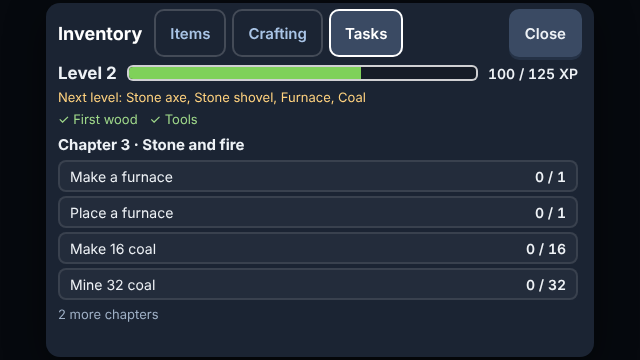 Inventory Items Crafting Tasks Close
Level 2 100 / 125 XP
Next level: Stone axe, Stone shovel, Furnace, Coal
✓ First wood ✓ Tools
Chapter 3 · Stone and fire
Make a furnace 0 / 1
Place a furnace 0 / 1
Make 16 coal 0 / 16
Mine 32 coal 0 / 32
2 more chapters